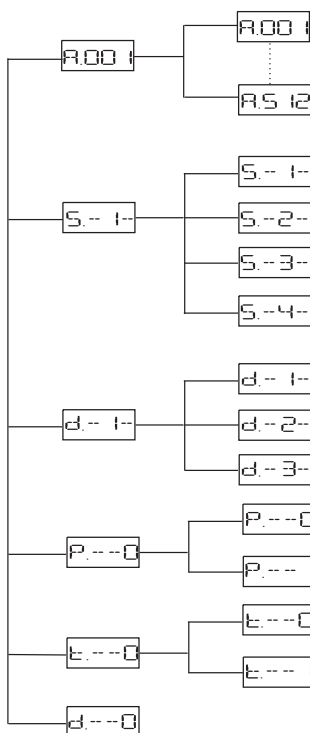 A.001
A.001
A.512
S.-- 1--
S.-- 1--
S.--2--
S.--3--
S.--4--
d.-- 1--
d.-- 1--
d.--2--
d.--3--
P.---0
P.---0
P.---
t.---0
t.---0
t.---
d.---0